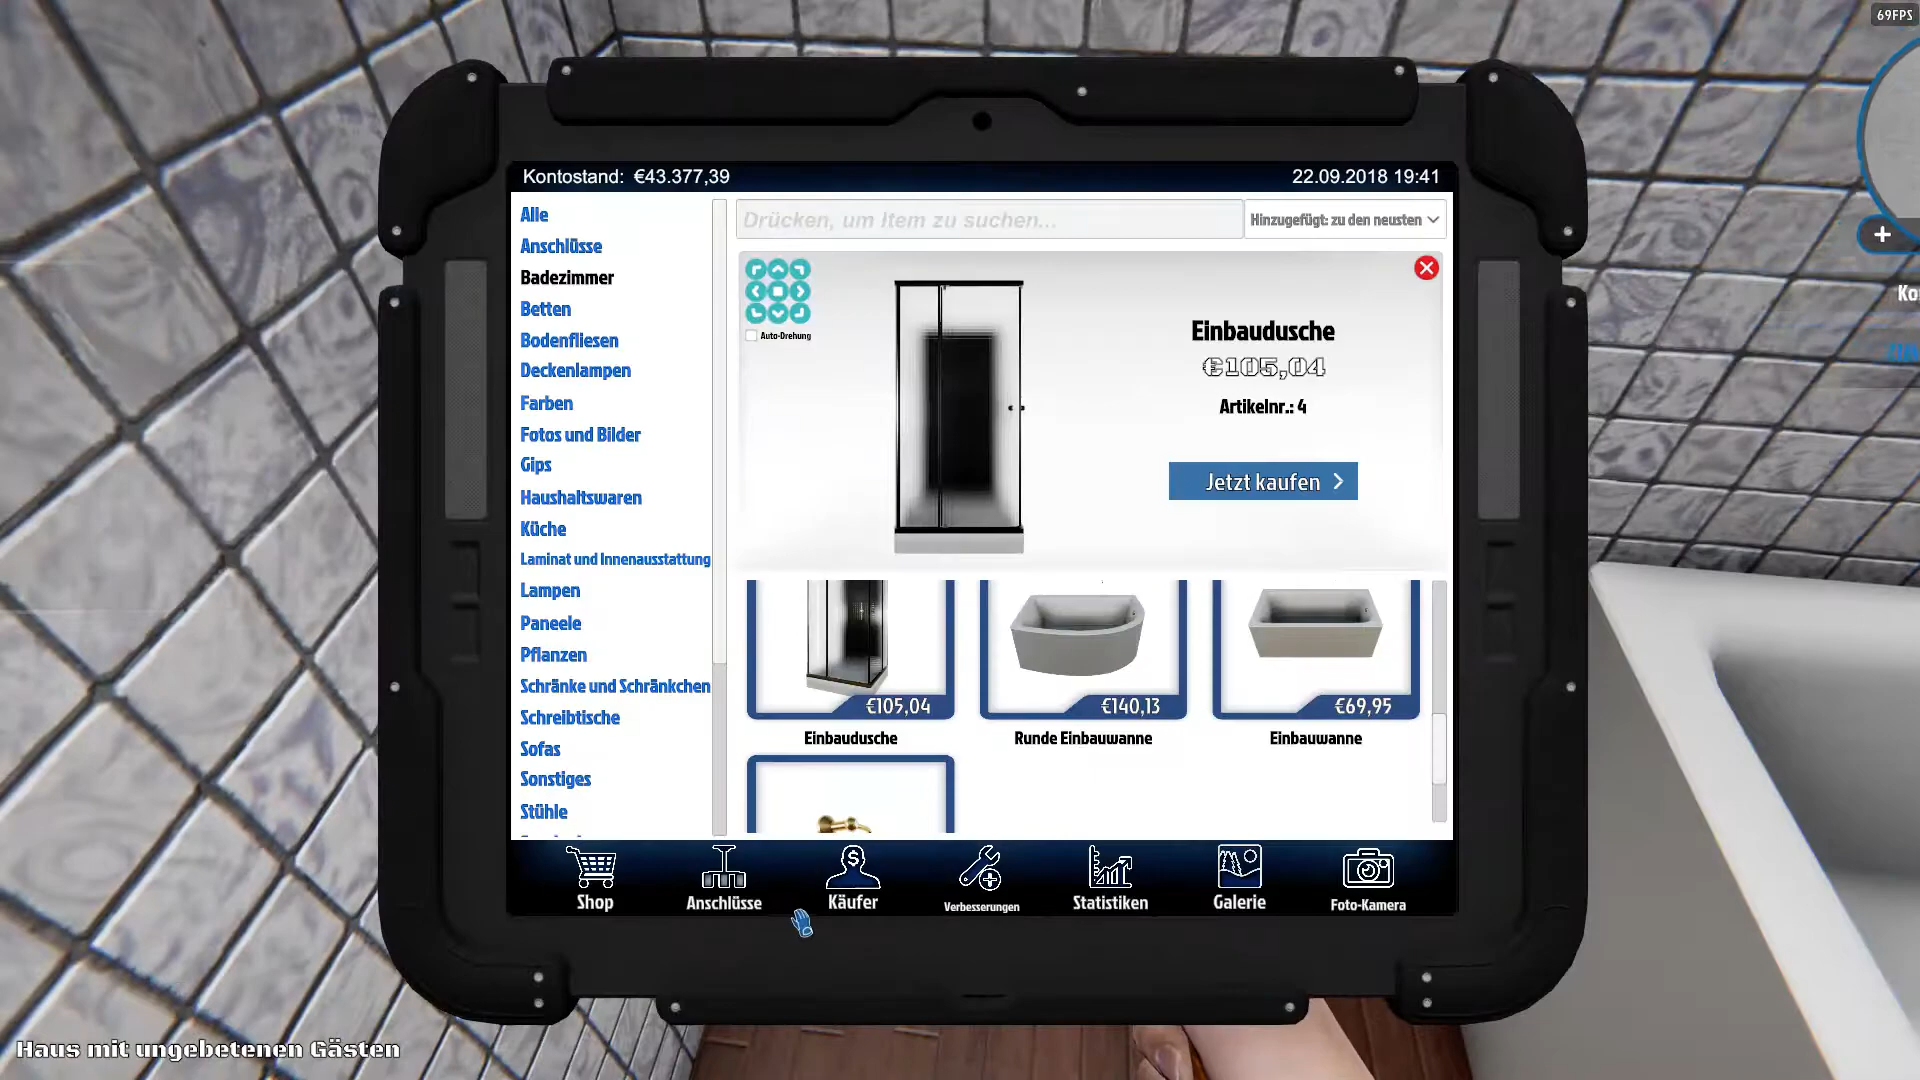 69FPS
Kontostand: €43.377,39
22.09.2018 19:41
Alle
Anschlüsse
Badezimmer
Betten
Bodenfliesen
Deckenlampen
Farben
Fotos und Bilder
Gips
Haushaltswaren
Küche
Laminat und Innenausstattung
Lampen
Paneele
Pflanzen
Schränke und Schränkchen
Schreibtische
Sofas
Sonstiges
Stühle
Drücken, um Item zu suchen...
Hinzugefügt: zu den neusten
Auto-Drehung
Einbaudusche
€105,04
Artikelnr.: 4
Jetzt kaufen
€105,04
€140,13
€69,95
Einbaudusche
Runde Einbauwanne
Einbauwanne
Shop
Anschlüsse
Käufer
Verbesserungen
Statistiken
Galerie
Foto-Kamera
Ko
Haus mit ungebetenen Gästen